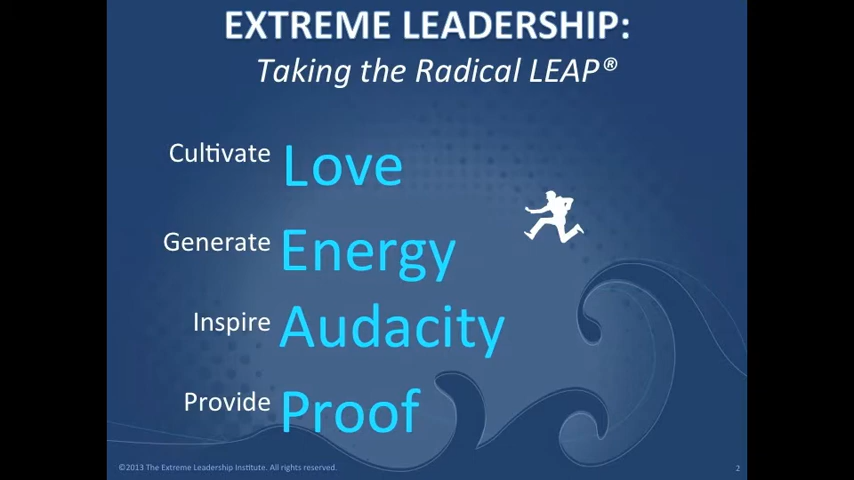 EXTREME LEADERSHIP:
Taking the Radical LEAP®
Cultivate Love
Generate Energy
Inspire Audacity
Provide Proof
©2013 The Extreme Leadership Institute. All rights reserved.
2